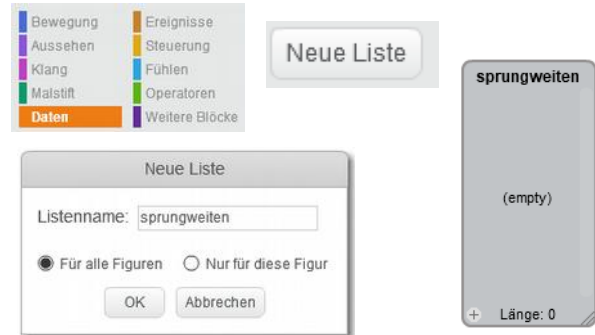 Bewegung
Ereignisse
Aussehen
Steuerung
Klang
Fühlen
Malstift
Operatoren
Daten
Weitere Blöcke
Neue Liste
Neue Liste
Listenname: sprungweiten
Für alle Figuren
Nur für diese Figur
OK
Abbrechen
sprungweiten
(empty)
+ Länge: 0